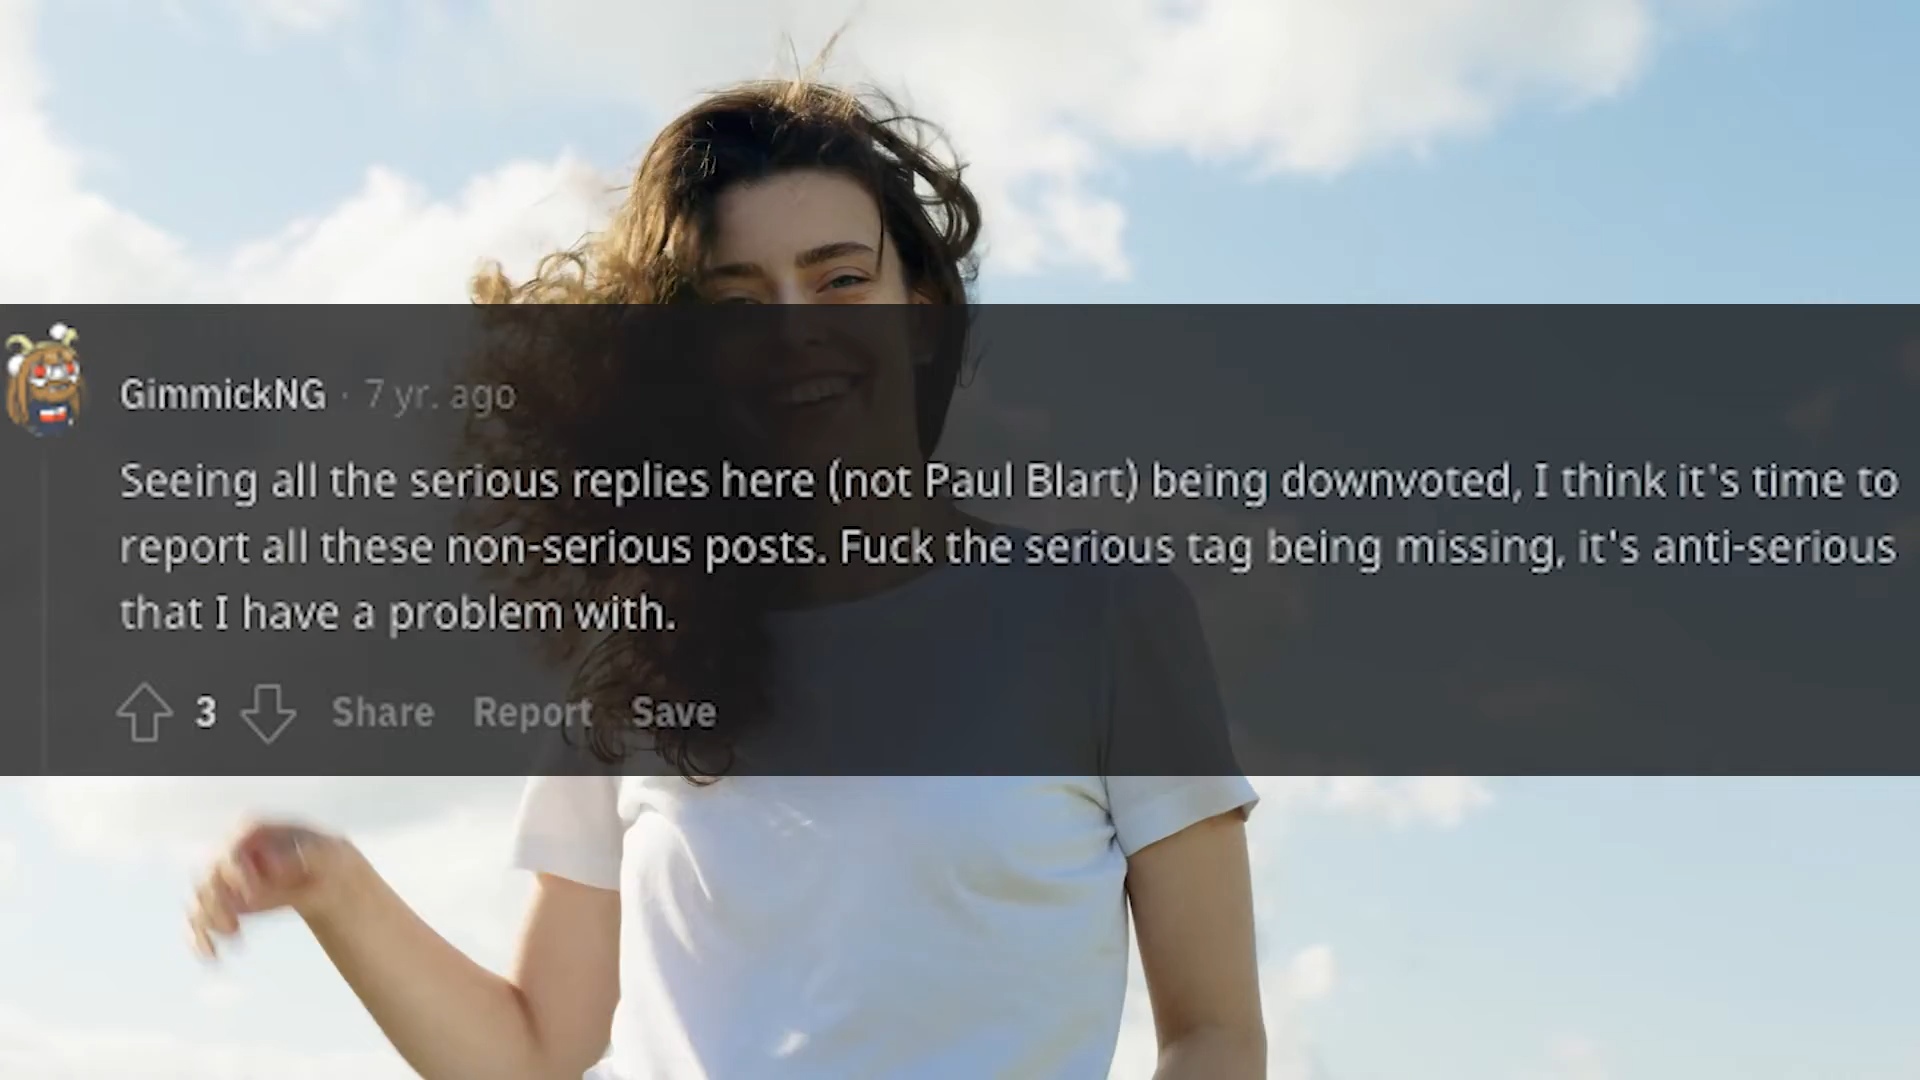 GimmickNG · 7 yr. ago
Seeing all the serious replies here (not Paul Blart) being downvoted, I think it's time to
report all these non-serious posts. Fuck the serious tag being missing, it's anti-serious
that I have a problem with.
3 Share Report Save